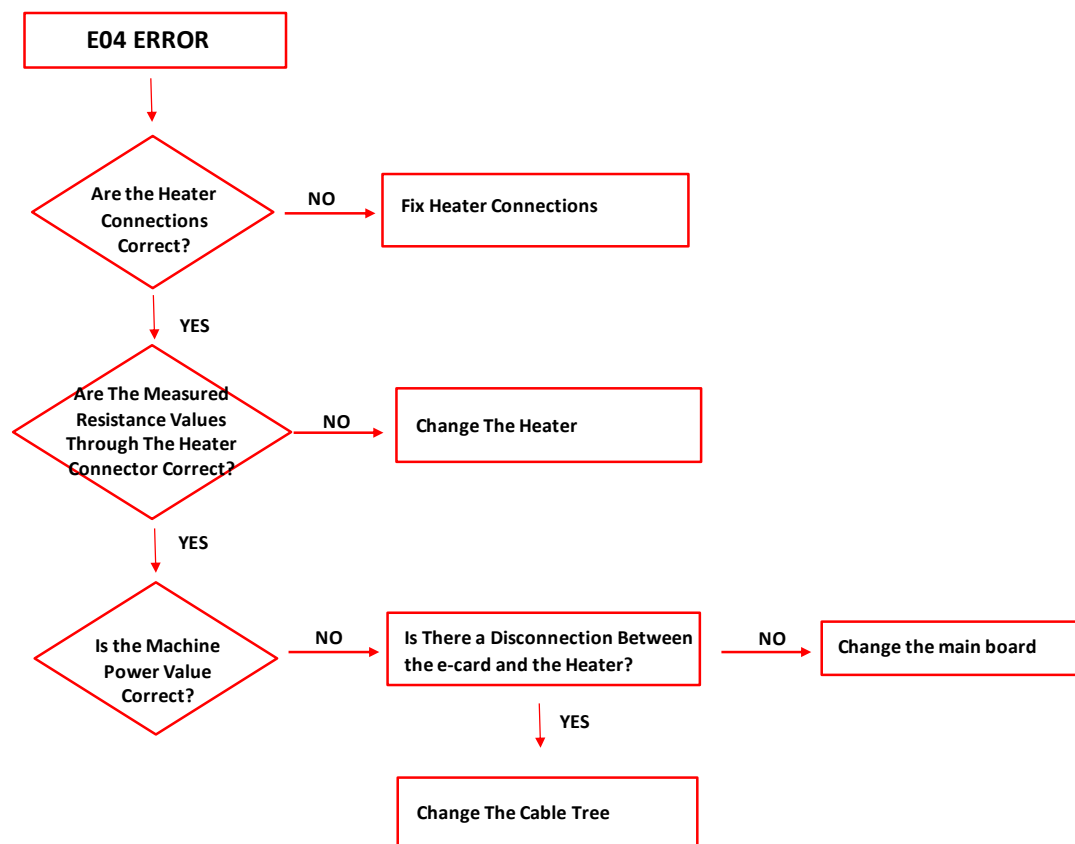 E04 ERROR
Are the Heater
Connections
Correct?
NO
Fix Heater Connections
YES
Are The Measured
Resistance Values
Through The Heater
Connector Correct?
NO
Change The Heater
YES
Is the Machine
Power Value
Correct?
NO
Is There a Disconnection Between
the e-card and the Heater?
NO
Change the main board
YES
Change The Cable Tree